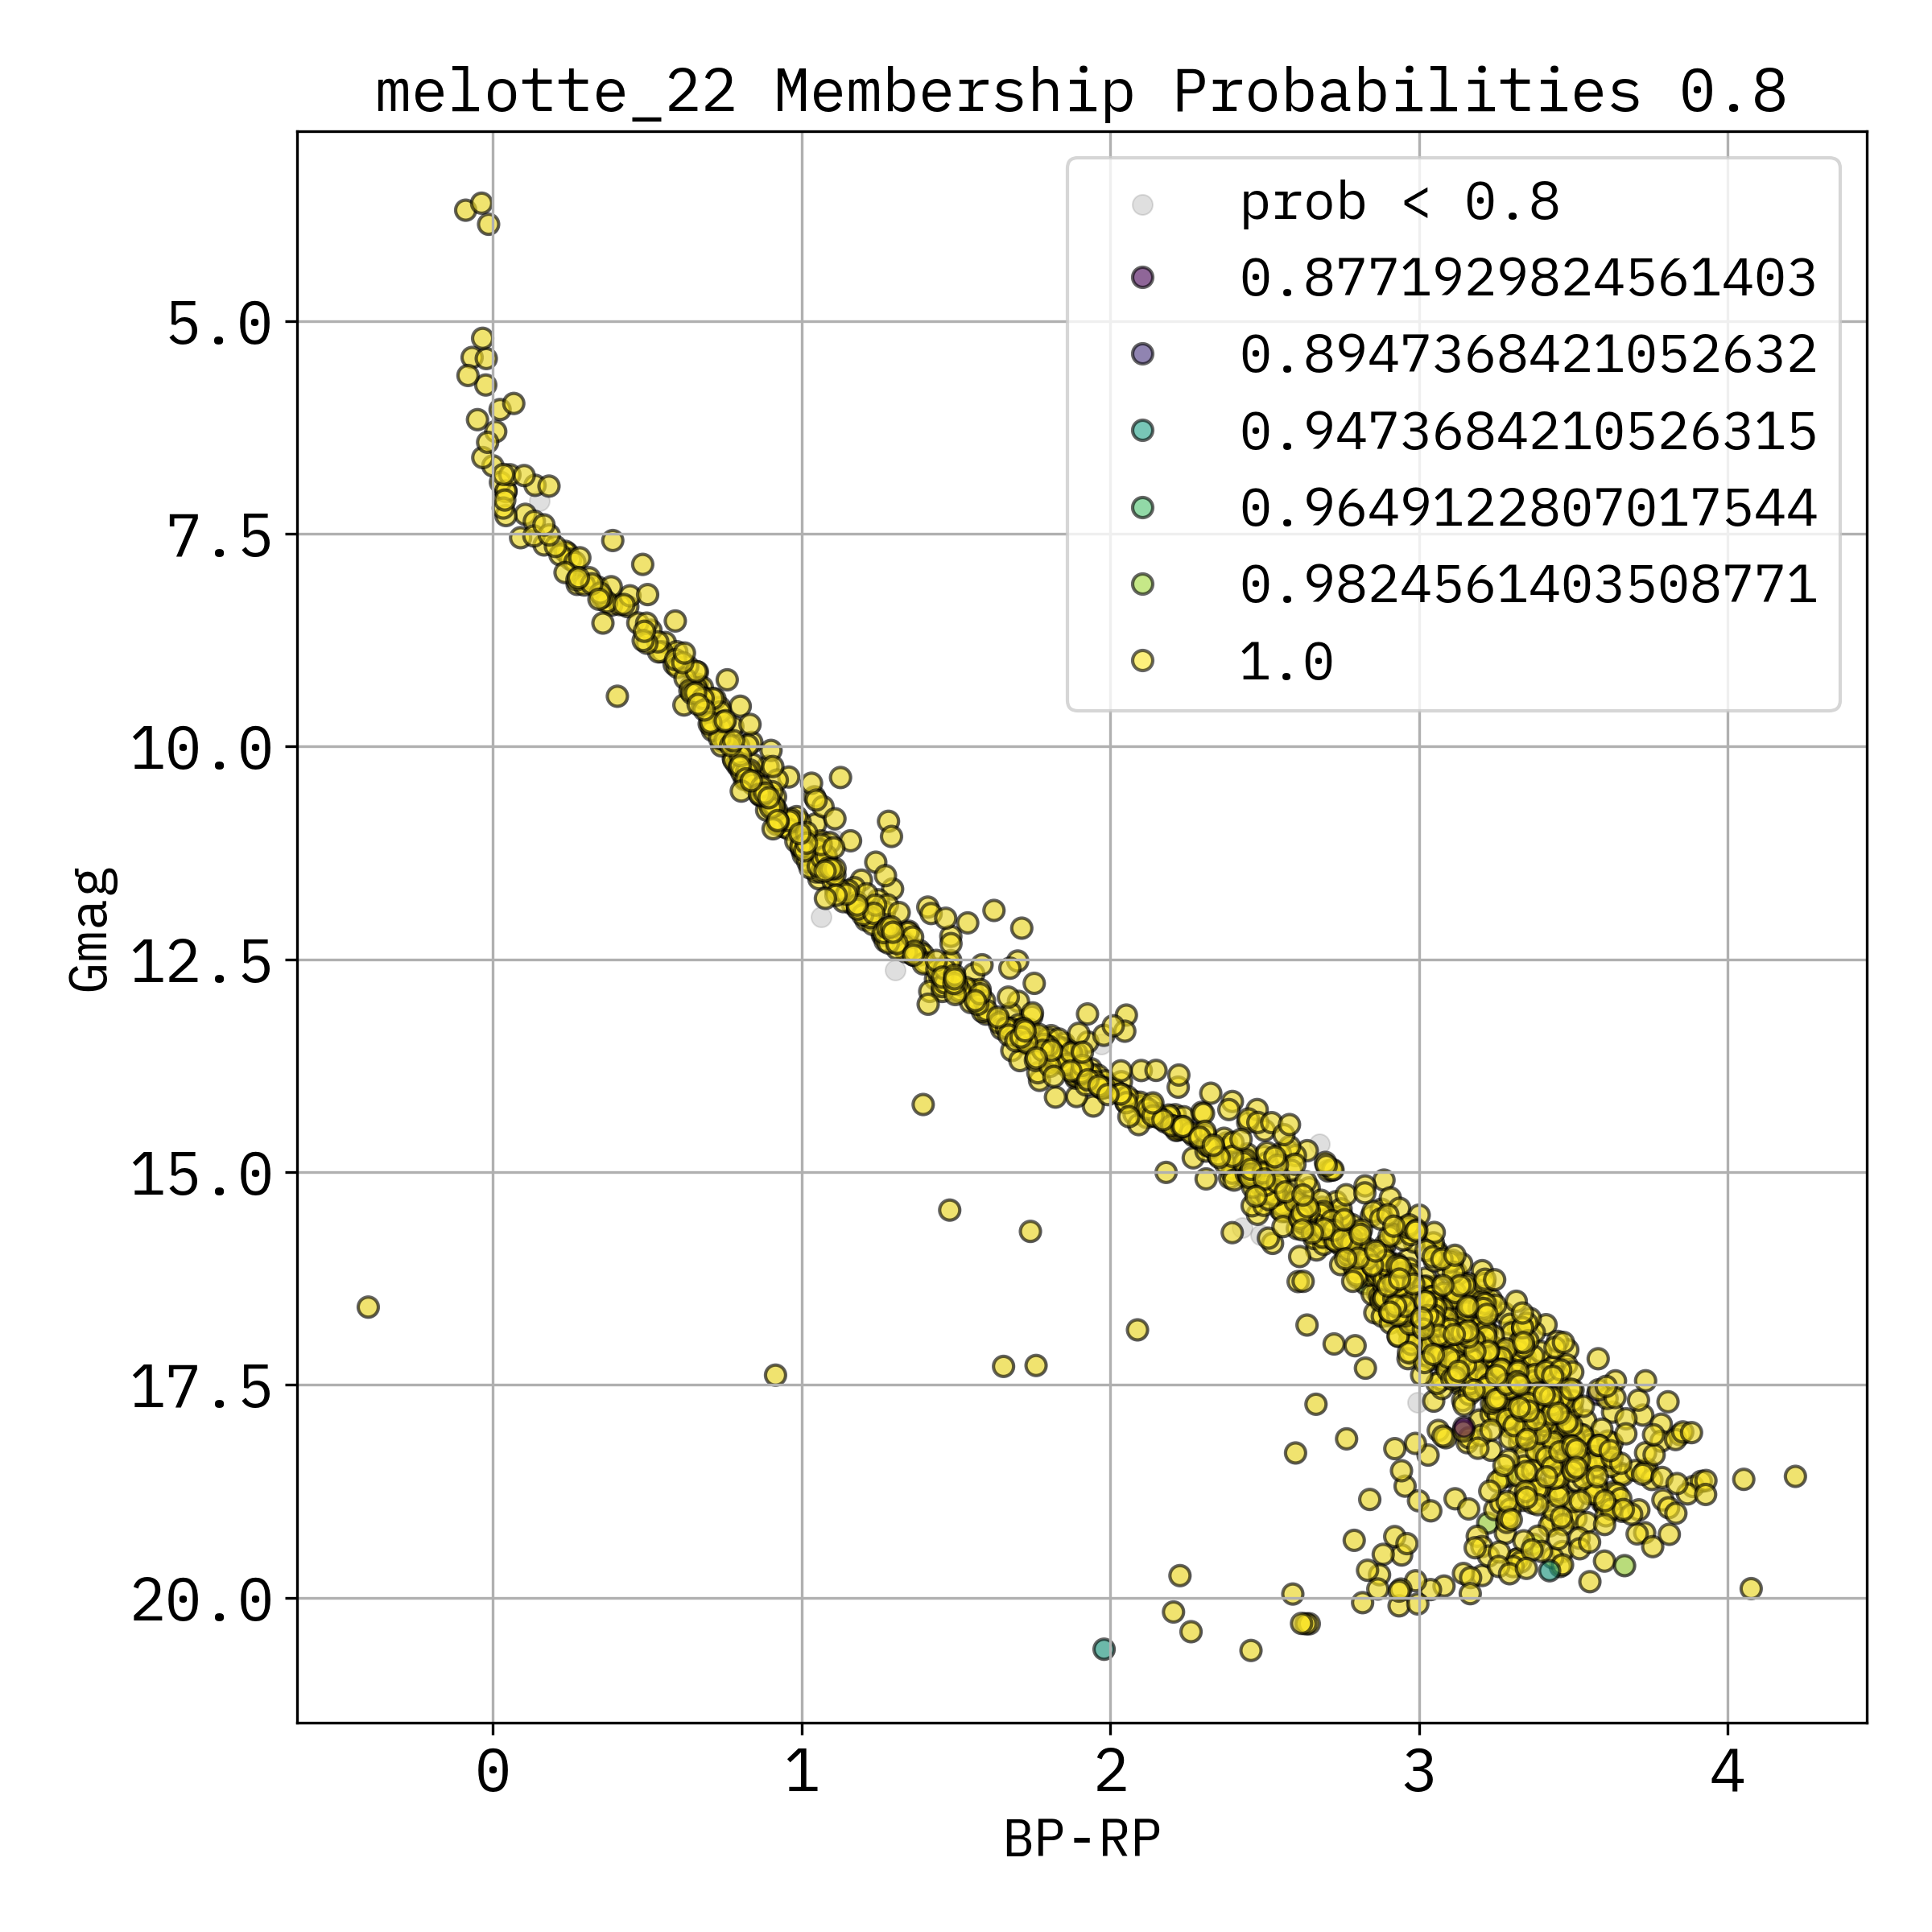 melotte_22 Membership Probabilities 0.8
prob < 0.8
0.8771929824561403
0.8947368421052632
0.9473684210526315
0.9649122807017544
0.9824561403508771
1.0
5.0
7.5
10.0
12.5
15.0
17.5
20.0
Gmag
0 1 2 3 4
BP-RP